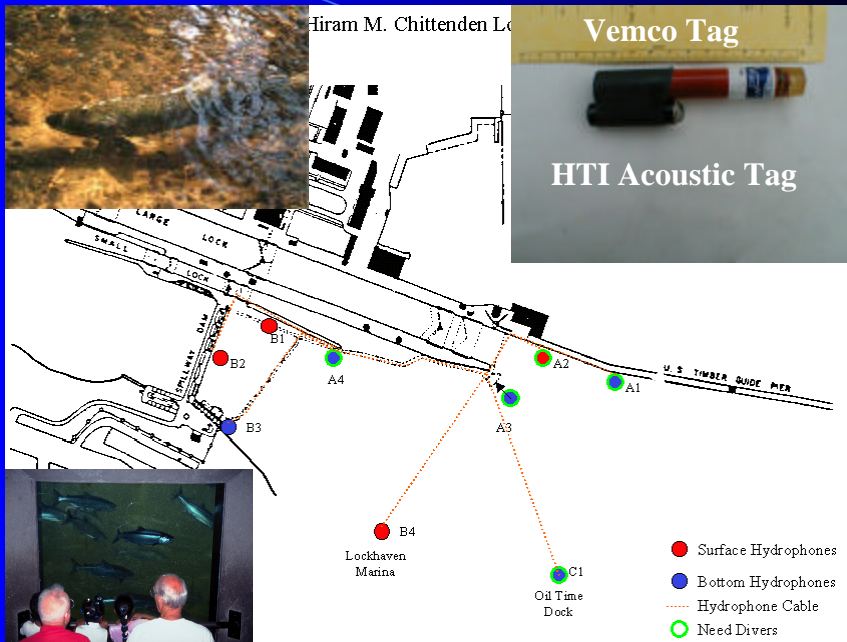 Hiram M. Chittenden Lo
Vemco Tag
HTI Acoustic Tag
LARGE LOCK
SMALL LOCK
SPILLWAY DAM
U.S TIMBER GUIDE PIER
B1
B2
A4
A2
A1
B3
A3
B4
Lockhaven
Marina
C1
Oil Time
Dock
Surface Hydrophones
Bottom Hydrophones
Hydrophone Cable
Need Divers